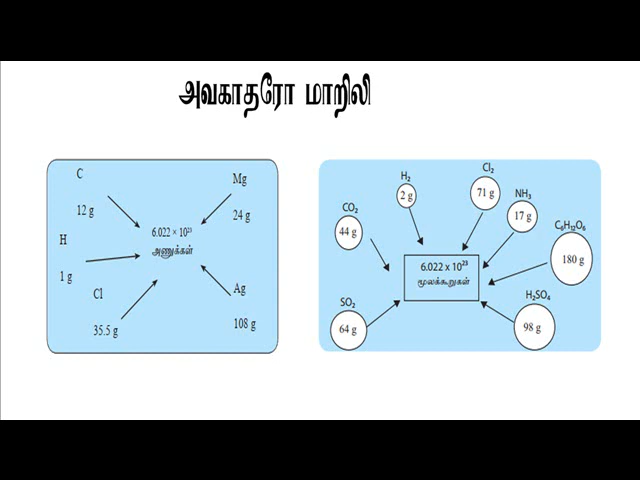 அவகாதரோ மாறிலி
C
12 g
H
1 g
Cl
35.5 g
Mg
24 g
Ag
108 g
6.022 × 10²³
அணுக்கள்
CO₂
44 g
H₂
2 g
Cl₂
71 g
NH₃
17 g
C₆H₁₂O₆
180 g
SO₂
64 g
H₂SO₄
98 g
6.022 x 10²³
மூலக்கூறுகள்